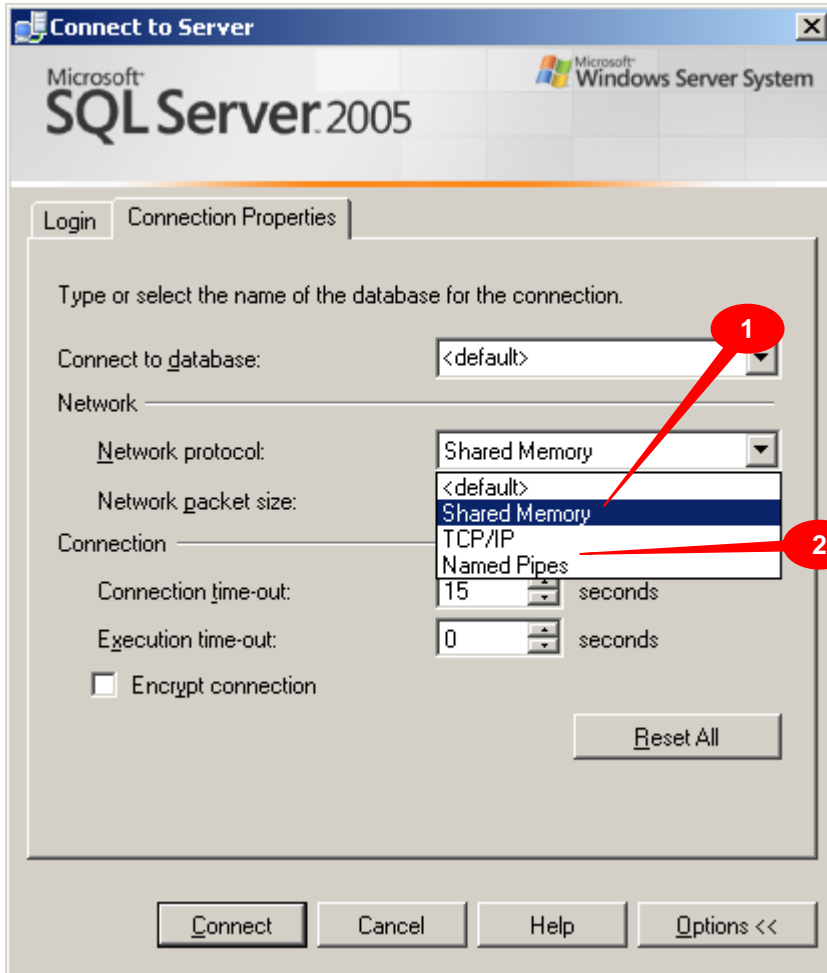 Connect to Server
Microsoft
Windows Server System
Microsoft
SQL Server 2005
Login
Connection Properties
Type or select the name of the database for the connection.
1
Connect to database:
<default>
Network
Network protocol:
Shared Memory
<default>
Network packet size:
Shared Memory
TCP/IP
Connection
2
Named Pipes
Connection time-out:
15
seconds
Execution time-out:
0
seconds
Encrypt connection
Reset All
Connect
Cancel
Help
Options <<